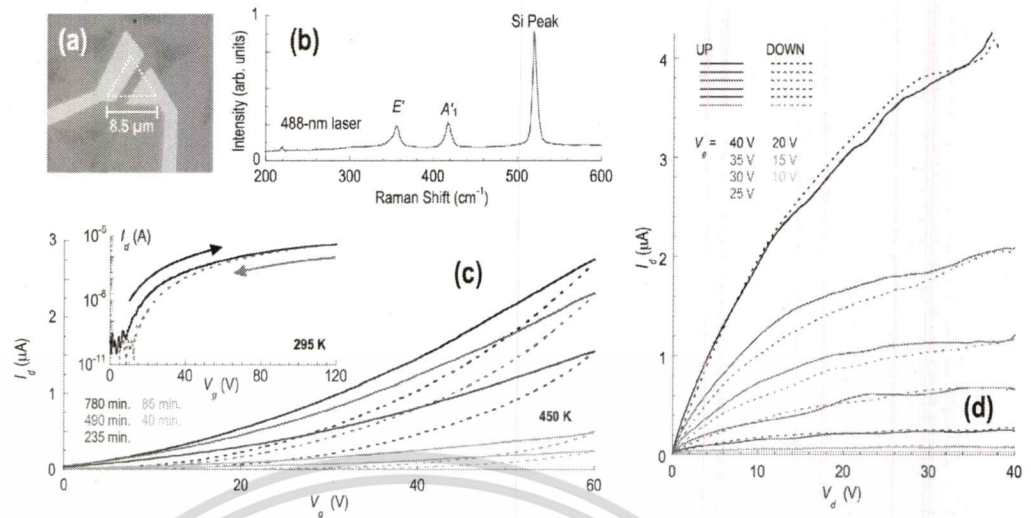 (a)
8.5 µm
(b)
Intensity (arb. units)
1
0
488-nm laser
E'
A'1
Si Peak
200
300
400
500
600
Raman Shift (cm-1)
(c)
Id (µA)
3
2
1
0
0
20
40
60
Vg (V)
450 K
780 min. 85 min.
490 min. 40 min.
235 min.
Id (A)
10-5
10-8
10-11
0
40
80
120
Vg (V)
295 K
(d)
Id (µA)
4
3
2
1
0
0
10
20
30
40
Vd (V)
UP DOWN
Vg = 40 V 20 V
35 V 15 V
30 V 10 V
25 V